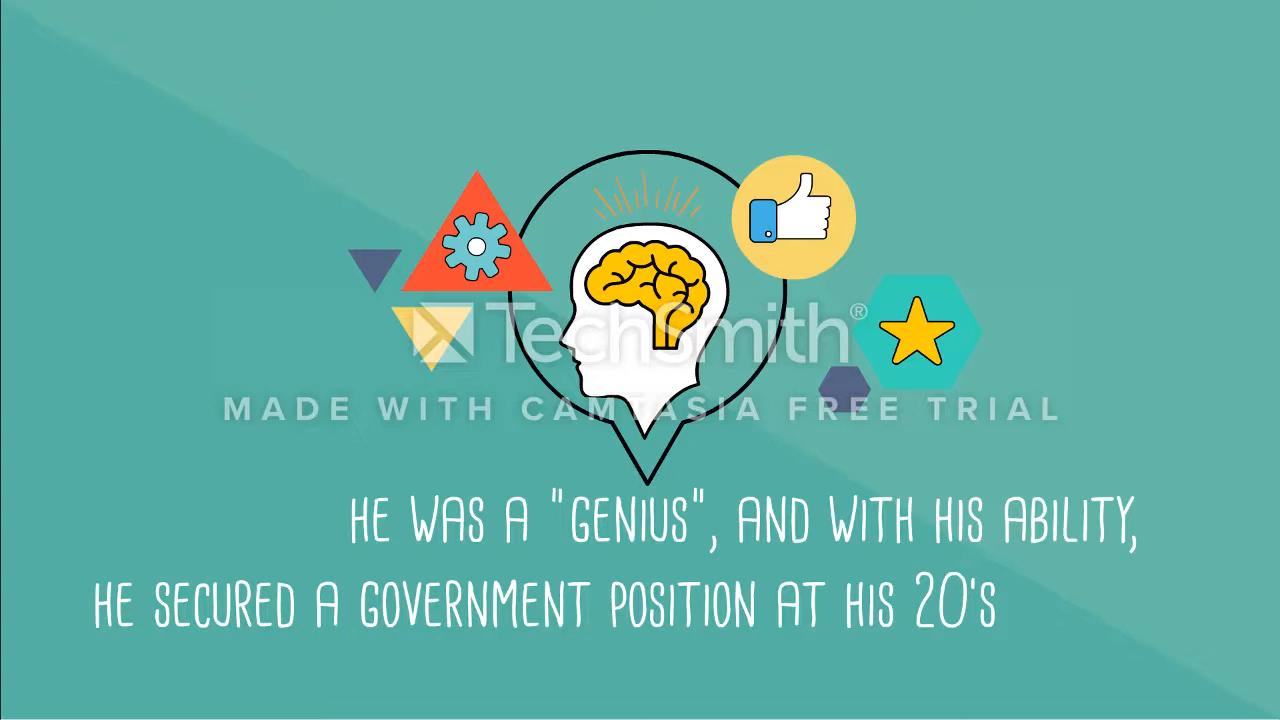 TechSmith®
MADE WITH CAMTASIA FREE TRIAL
HE WAS A "GENIUS", AND WITH HIS ABILITY,
HE SECURED A GOVERNMENT POSITION AT HIS 20'S